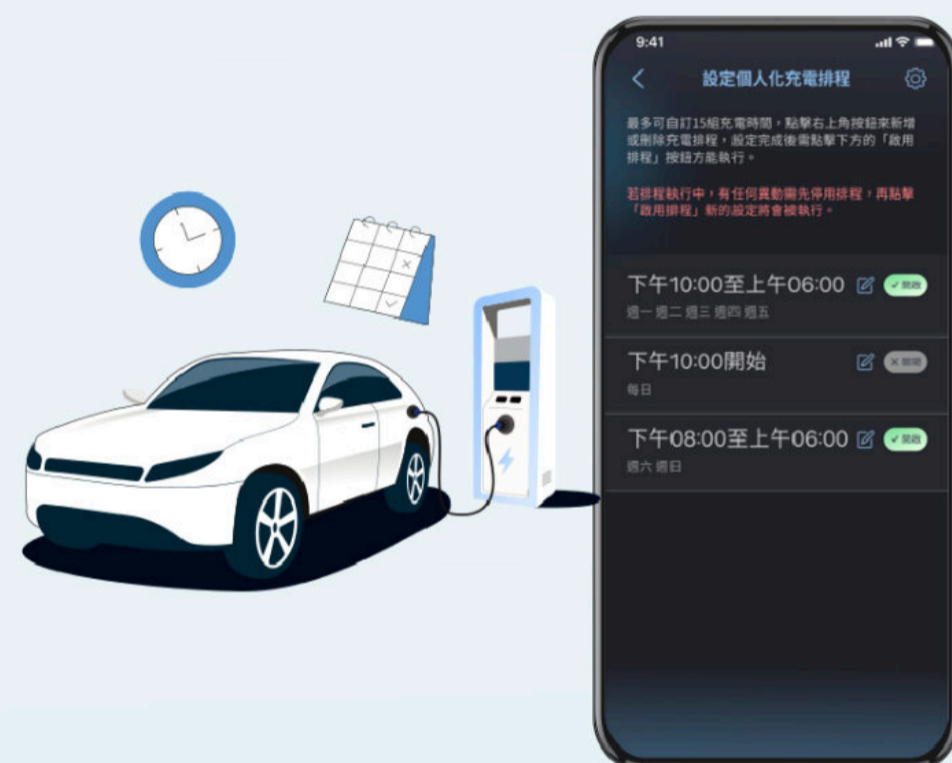 9:41
設定個人化充電排程
最多可自訂15組充電時間，點擊右上角按鈕來新增
或刪除充電排程，設定完成後需點擊下方的「啟用
排程」按鈕方能執行。
若排程執行中，有任何異動需先停用排程，再點擊
「啟用排程」新的設定將會被執行。
下午10:00至上午06:00 ✓ 開啟
週一 週二 週三 週四 週五
下午10:00開始 × 關閉
每日
下午08:00至上午06:00 ✓ 開啟
週六 週日